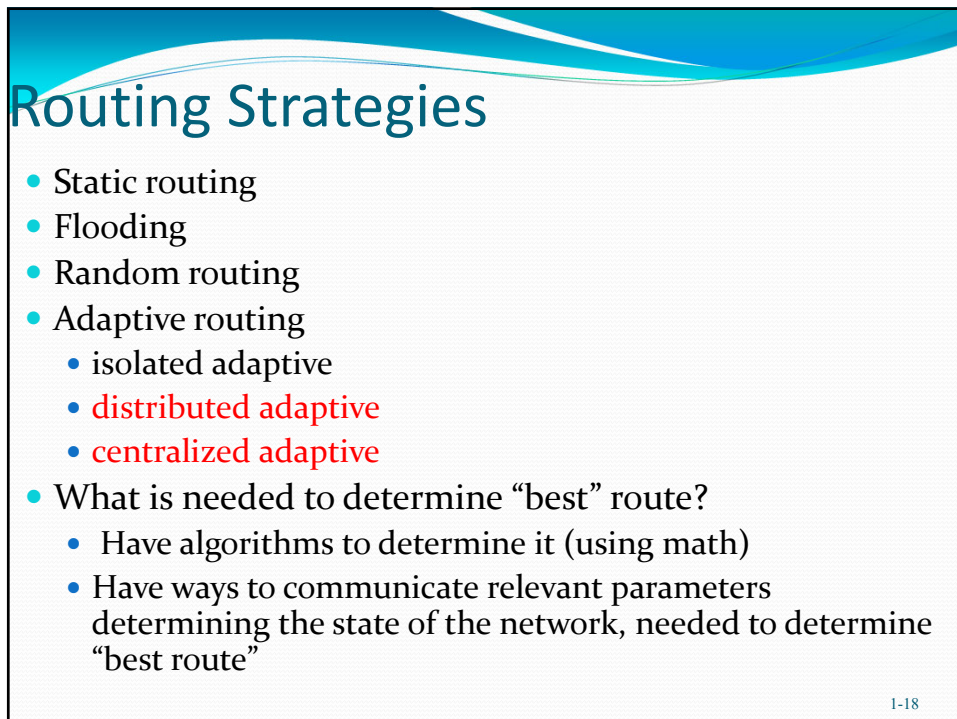 Routing Strategies
• Static routing
• Flooding
• Random routing
• Adaptive routing
• isolated adaptive
• distributed adaptive
• centralized adaptive
• What is needed to determine “best” route?
• Have algorithms to determine it (using math)
• Have ways to communicate relevant parameters
determining the state of the network, needed to determine
“best route”
1-18